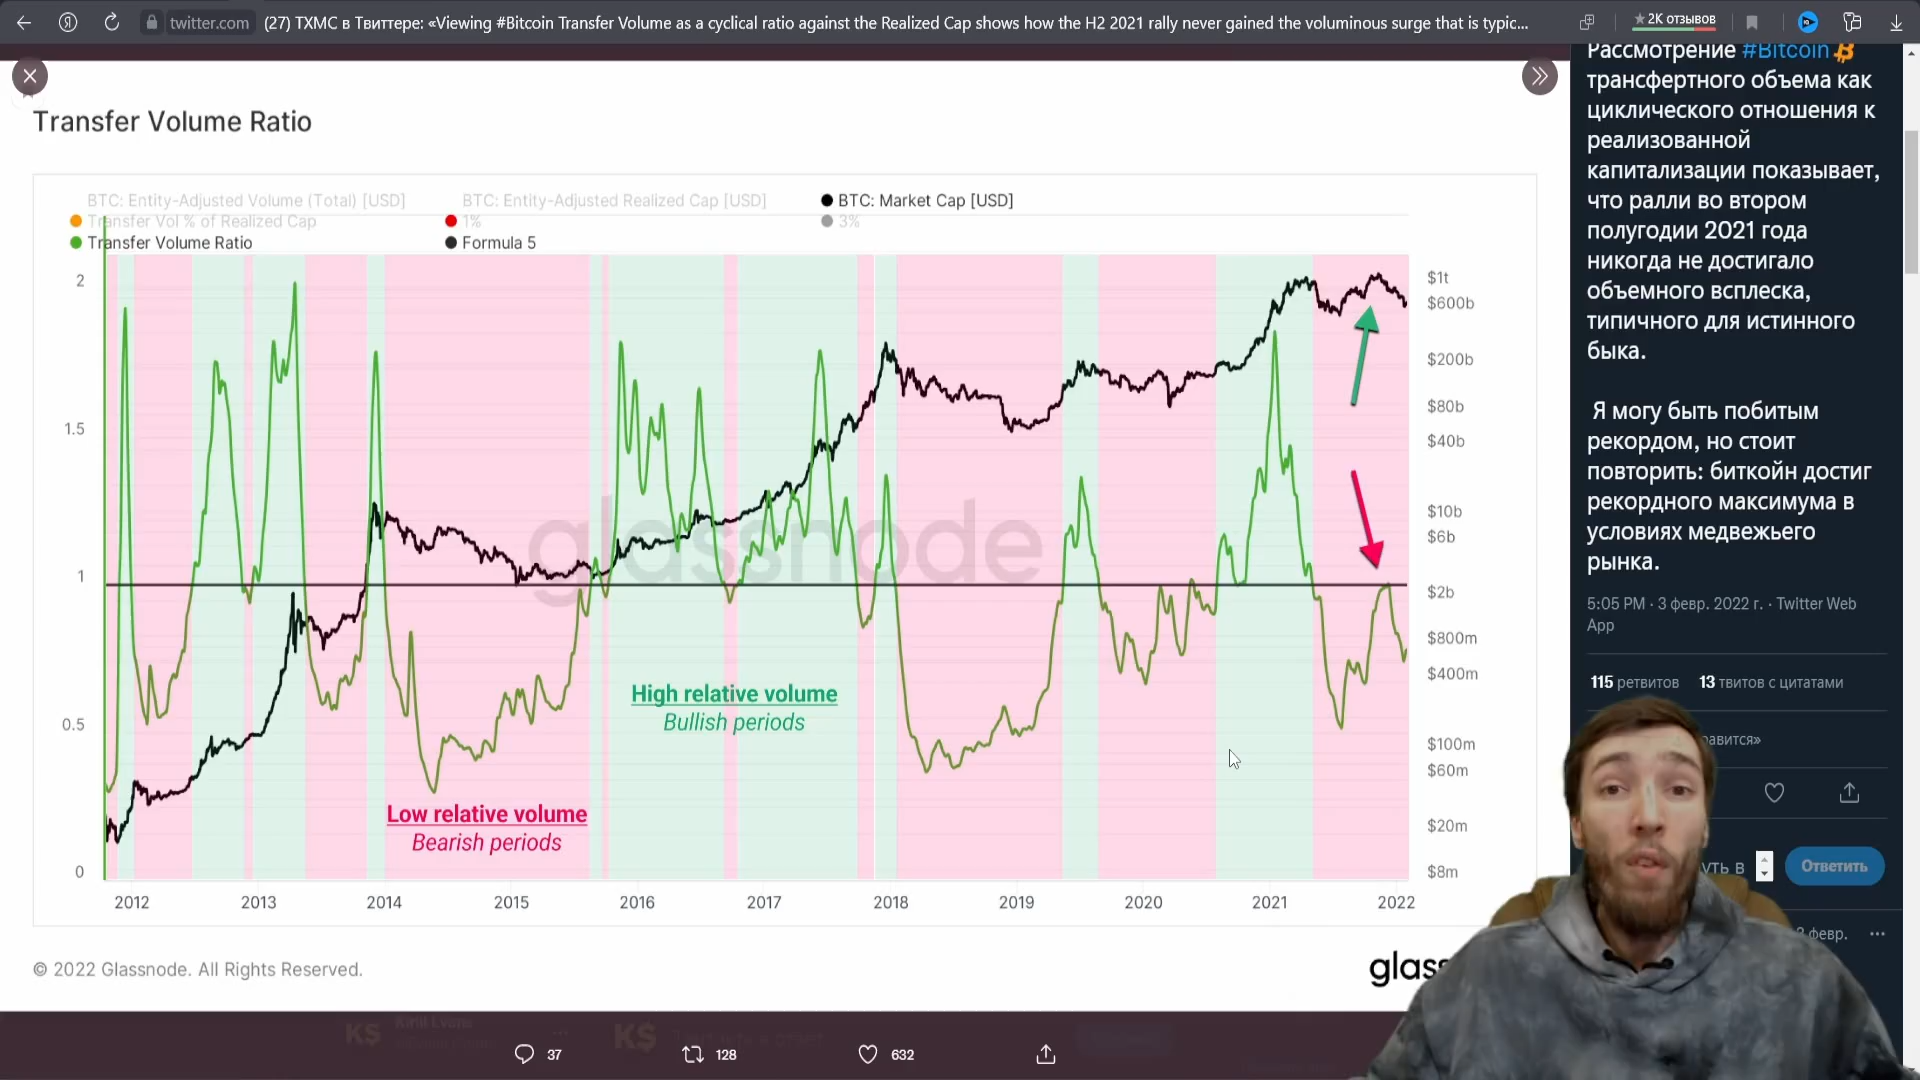 twitter.com
(27) TXMC в Твиттере: «Viewing #Bitcoin Transfer Volume as a cyclical ratio against the Realized Cap shows how the H2 2021 rally never gained the voluminous surge that is typic...
2K отзывов
Transfer Volume Ratio
BTC: Entity-Adjusted Volume (Total) [USD]
BTC: Entity-Adjusted Realized Cap [USD]
BTC: Market Cap [USD]
Transfer Vol % of Realized Cap
1%
3%
Transfer Volume Ratio
Formula 5
2
1.5
1
0.5
0
$1t
$600b
$200b
$80b
$40b
$10b
$6b
$2b
$800m
$400m
$100m
$60m
$20m
$8m
glassnode
High relative volume
Bullish periods
Low relative volume
Bearish periods
2012 2013 2014 2015 2016 2017 2018 2019 2020 2021 2022
© 2022 Glassnode. All Rights Reserved.
37
128
632
Рассмотрение #Bitcoin
трансфертного объема как
циклического отношения к
реализованной
капитализации показывает,
что ралли во втором
полугодии 2021 года
никогда не достигало
объемного всплеска,
типичного для истинного
быка.
Я могу быть побитым
рекордом, но стоит
повторить: биткойн достиг
рекордного максимума в
условиях медвежьего
рынка.
5:05 PM · 3 февр. 2022 г. · Twitter Web
App
115 ретвитов 13 твитов с цитатами
Ответить
февр.